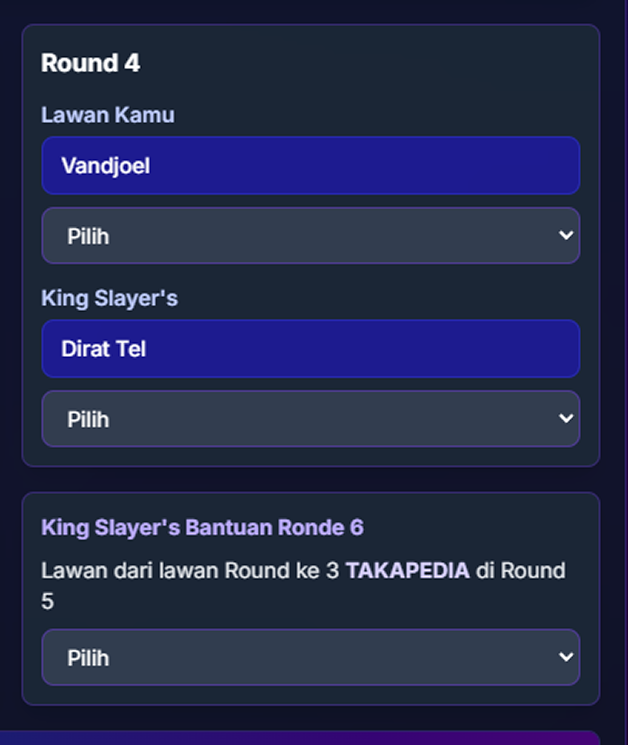 Round 4
Lawan Kamu
Vandjoel
Pilih
King Slayer's
Dirat Tel
Pilih
King Slayer's Bantuan Ronde 6
Lawan dari lawan Round ke 3 TAKAPEDIA di Round
5
Pilih